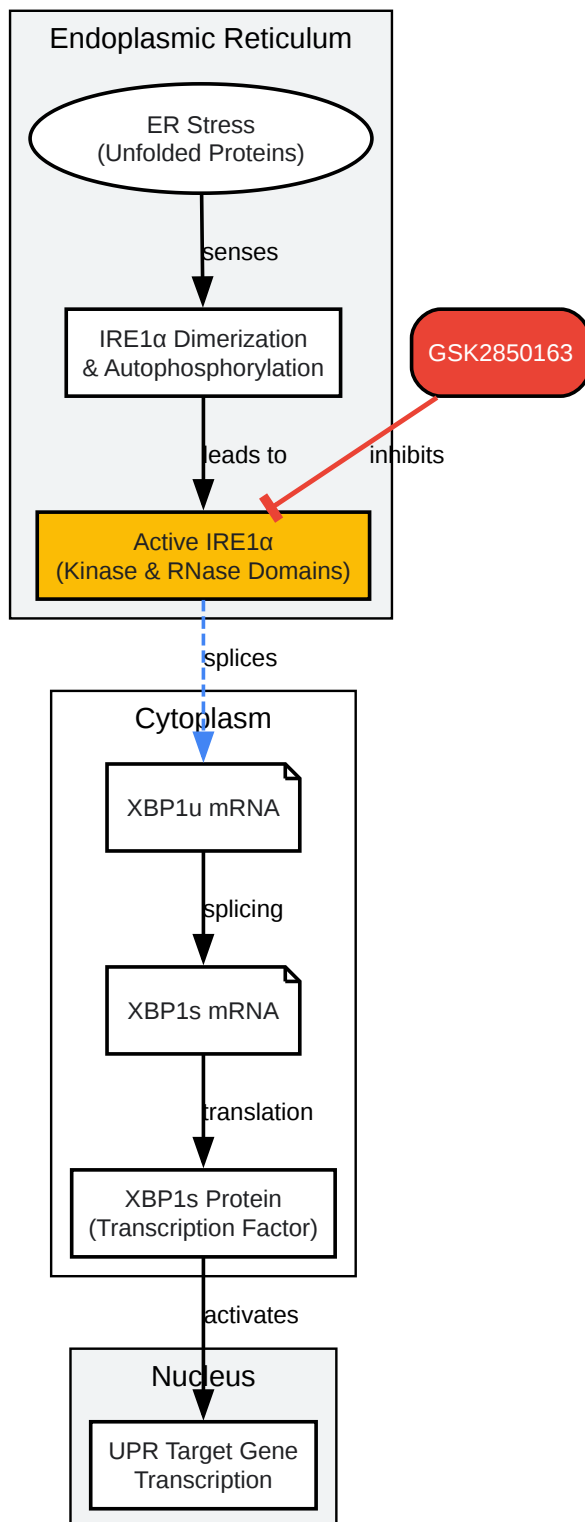 Endoplasmic Reticulum
ER Stress
(Unfolded Proteins)
senses
IRE1α Dimerization
& Autophosphorylation
GSK2850163
leads to
inhibits
Active IRE1α
(Kinase & RNase Domains)
splices
Cytoplasm
XBP1u mRNA
splicing
XBP1s mRNA
translation
XBP1s Protein
(Transcription Factor)
activates
Nucleus
UPR Target Gene
Transcription